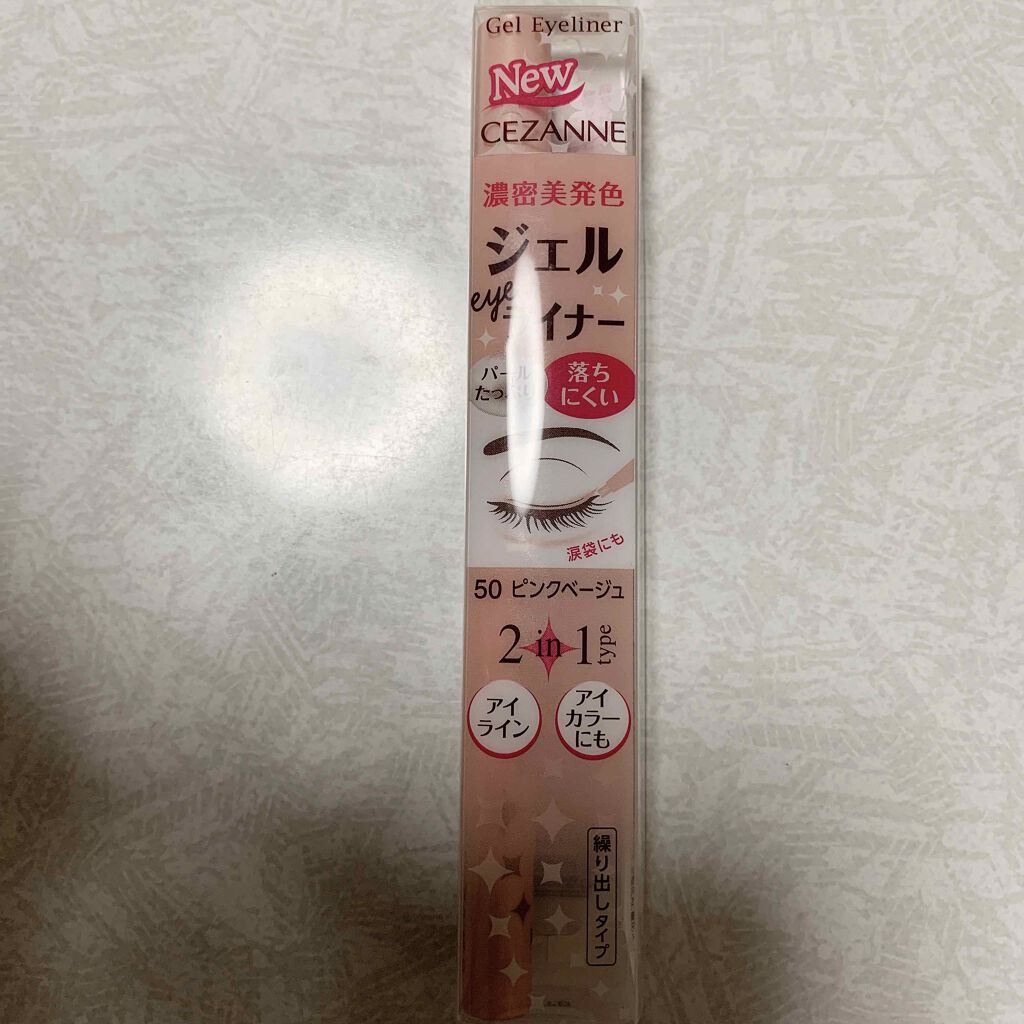 Gel Eyeliner
New
CEZANNE
濃密美発色
ジェル
eye
ライナー
パール
たっぷり
落ち
にくい
涙袋にも
50 ピンクベージュ
2 in 1 type
アイ
ライン
アイ
カラー
にも
繰り出しタイプ